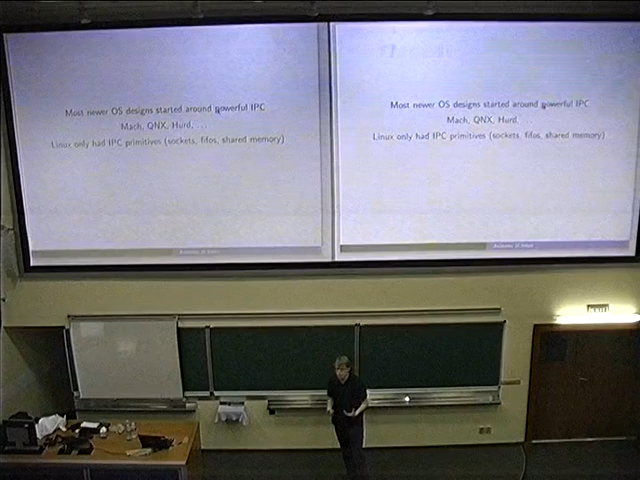 Most newer OS designs started around powerful IPC
Mach, QNX, Hurd, ...
Linux only had IPC primitives (sockets, fifos, shared memory)
Most newer OS designs started around powerful IPC
Mach, QNX, Hurd, ...
Linux only had IPC primitives (sockets, fifos, shared memory)